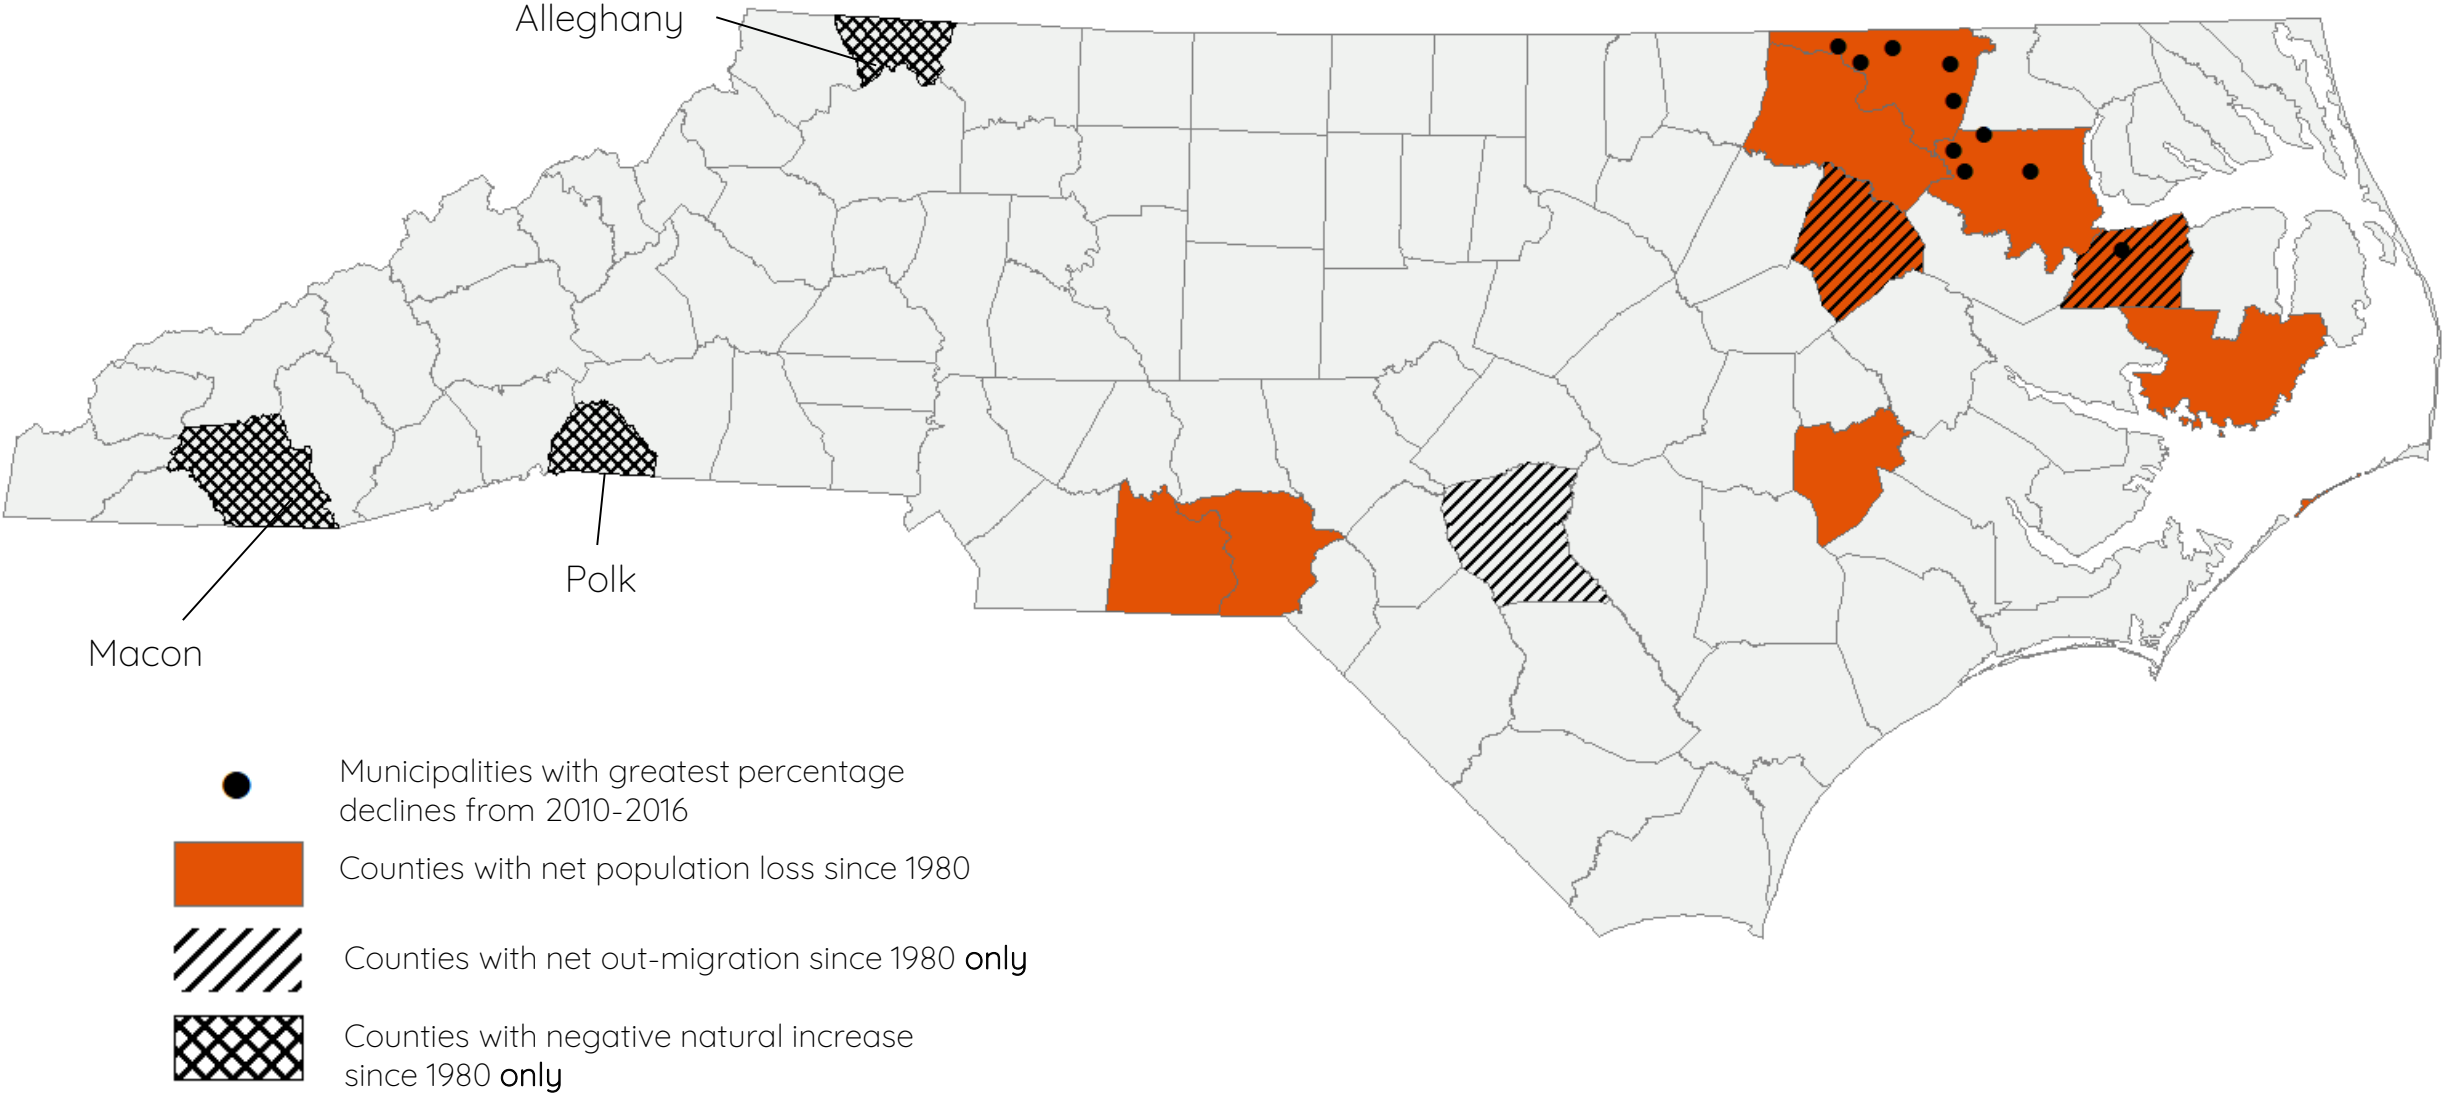 Alleghany
Polk
Macon
Municipalities with greatest percentage
declines from 2010-2016
Counties with net population loss since 1980
Counties with net out-migration since 1980 only
Counties with negative natural increase
since 1980 only